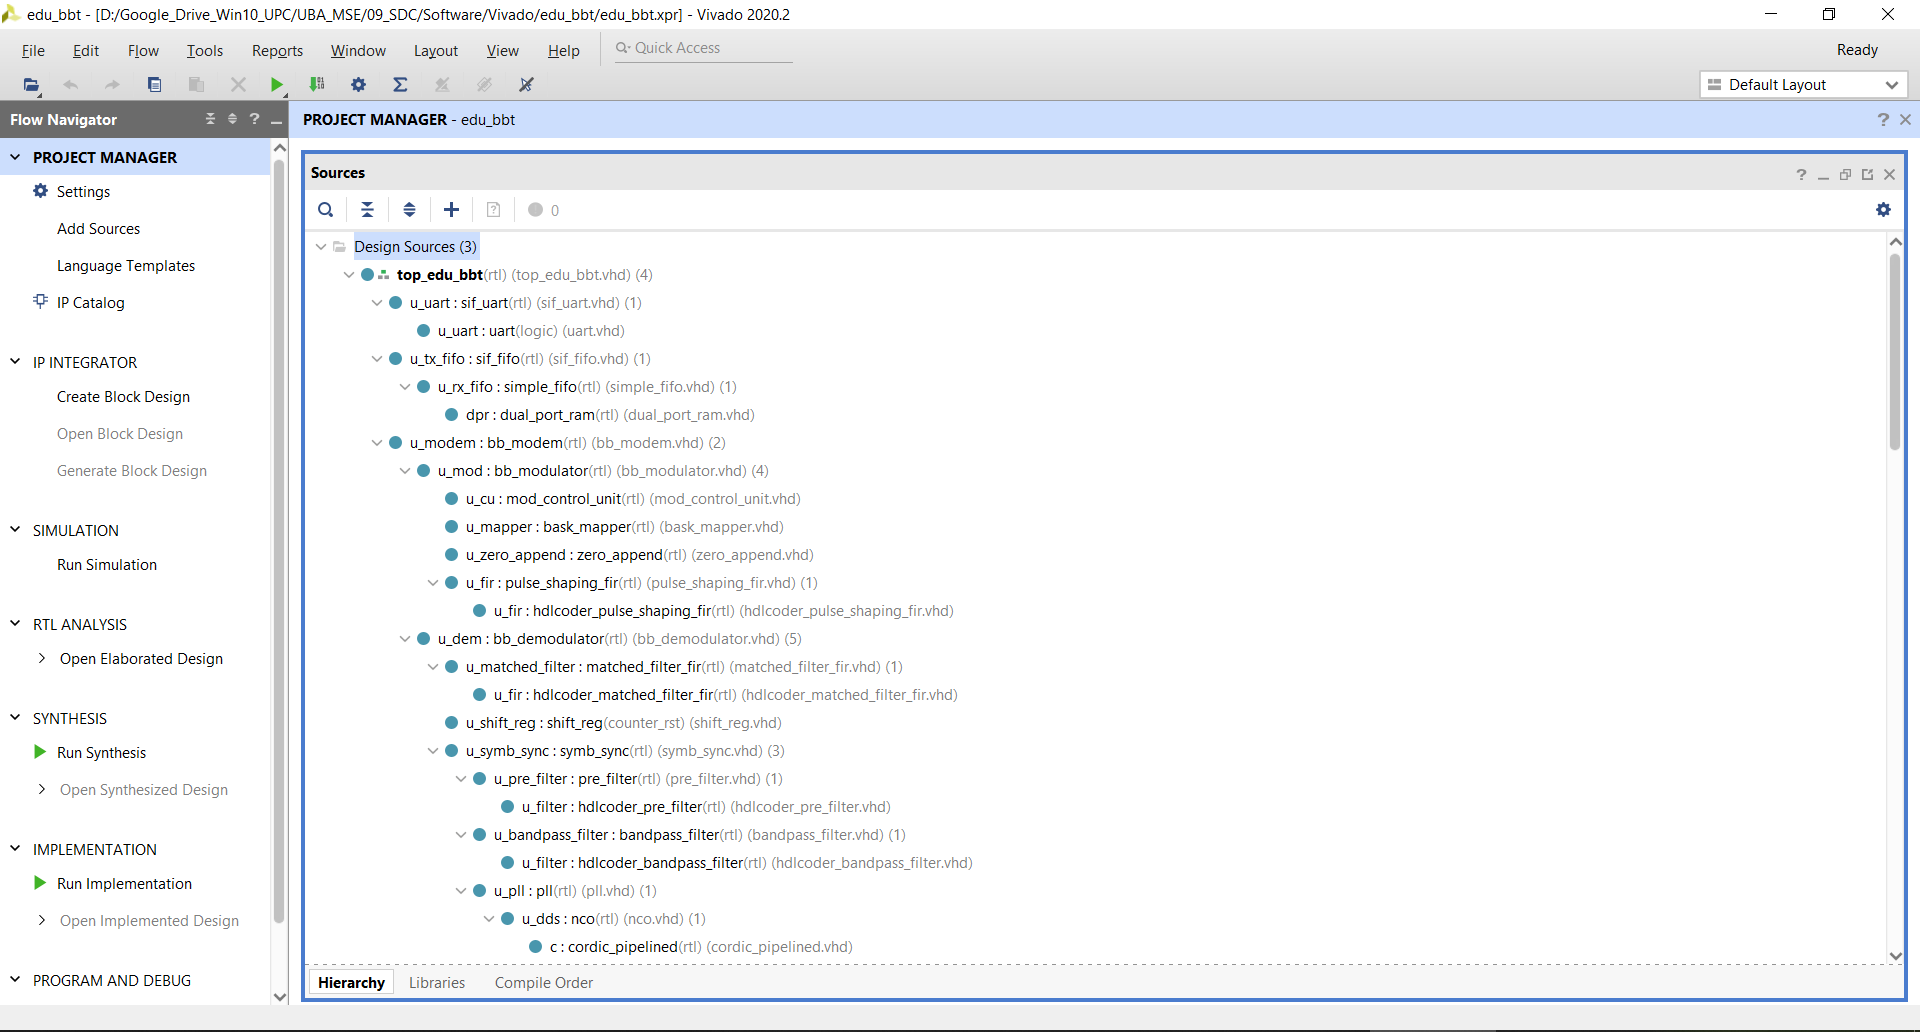 edu_bbt - [D:/Google_Drive_Win10_UPC/UBA_MSE/09_SDC/Software/Vivado/edu_bbt/edu_bbt.xpr] - Vivado 2020.2
File Edit Flow Tools Reports Window Layout View Help Quick Access Ready
Default Layout
Flow Navigator
PROJECT MANAGER
Settings
Add Sources
Language Templates
IP Catalog
IP INTEGRATOR
Create Block Design
Open Block Design
Generate Block Design
SIMULATION
Run Simulation
RTL ANALYSIS
Open Elaborated Design
SYNTHESIS
Run Synthesis
Open Synthesized Design
IMPLEMENTATION
Run Implementation
Open Implemented Design
PROGRAM AND DEBUG
PROJECT MANAGER - edu_bbt
Sources
0
Design Sources (3)
top_edu_bbt(rtl) (top_edu_bbt.vhd) (4)
u_uart : sif_uart(rtl) (sif_uart.vhd) (1)
u_uart : uart(logic) (uart.vhd)
u_tx_fifo : sif_fifo(rtl) (sif_fifo.vhd) (1)
u_rx_fifo : simple_fifo(rtl) (simple_fifo.vhd) (1)
dpr : dual_port_ram(rtl) (dual_port_ram.vhd)
u_modem : bb_modem(rtl) (bb_modem.vhd) (2)
u_mod : bb_modulator(rtl) (bb_modulator.vhd) (4)
u_cu : mod_control_unit(rtl) (mod_control_unit.vhd)
u_mapper : bask_mapper(rtl) (bask_mapper.vhd)
u_zero_append : zero_append(rtl) (zero_append.vhd)
u_fir : pulse_shaping_fir(rtl) (pulse_shaping_fir.vhd) (1)
u_fir : hdlcoder_pulse_shaping_fir(rtl) (hdlcoder_pulse_shaping_fir.vhd)
u_dem : bb_demodulator(rtl) (bb_demodulator.vhd) (5)
u_matched_filter : matched_filter_fir(rtl) (matched_filter_fir.vhd) (1)
u_fir : hdlcoder_matched_filter_fir(rtl) (hdlcoder_matched_filter_fir.vhd)
u_shift_reg : shift_reg(counter_rst) (shift_reg.vhd)
u_symb_sync : symb_sync(rtl) (symb_sync.vhd) (3)
u_pre_filter : pre_filter(rtl) (pre_filter.vhd) (1)
u_filter : hdlcoder_pre_filter(rtl) (hdlcoder_pre_filter.vhd)
u_bandpass_filter : bandpass_filter(rtl) (bandpass_filter.vhd) (1)
u_filter : hdlcoder_bandpass_filter(rtl) (hdlcoder_bandpass_filter.vhd)
u_pll : pll(rtl) (pll.vhd) (1)
u_dds : nco(rtl) (nco.vhd) (1)
c : cordic_pipelined(rtl) (cordic_pipelined.vhd)
Hierarchy Libraries Compile Order